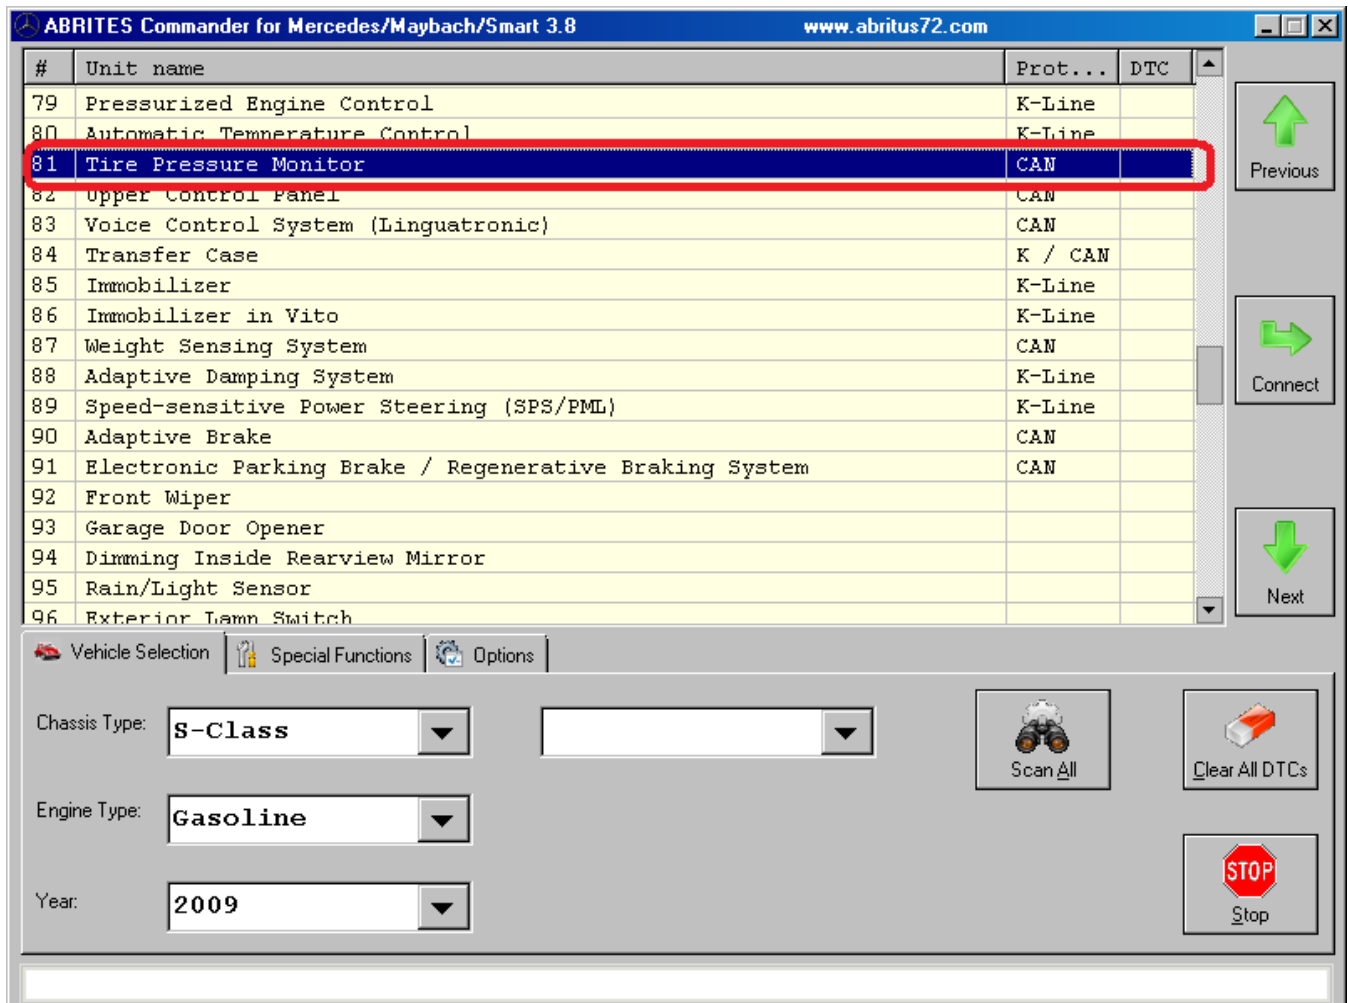 ABRITES Commander for Mercedes/Maybach/Smart 3.8 www.abritus72.com
# Unit name Prot... DTC
79 Pressurized Engine Control K-Line
80 Automatic Temperature Control K-Line
81 Tire Pressure Monitor CAN
82 Upper Control Panel CAN
83 Voice Control System (Linguatronic) CAN
84 Transfer Case K / CAN
85 Immobilizer K-Line
86 Immobilizer in Vito K-Line
87 Weight Sensing System CAN
88 Adaptive Damping System K-Line
89 Speed-sensitive Power Steering (SPS/PML) K-Line
90 Adaptive Brake CAN
91 Electronic Parking Brake / Regenerative Braking System CAN
92 Front Wiper
93 Garage Door Opener
94 Dimming Inside Rearview Mirror
95 Rain/Light Sensor
96 Exterior Lamp Switch
Previous
Connect
Next
Vehicle Selection Special Functions Options
Chassis Type: S-Class
Scan All
Clear All DTCs
Engine Type: Gasoline
STOP
Year: 2009
Stop